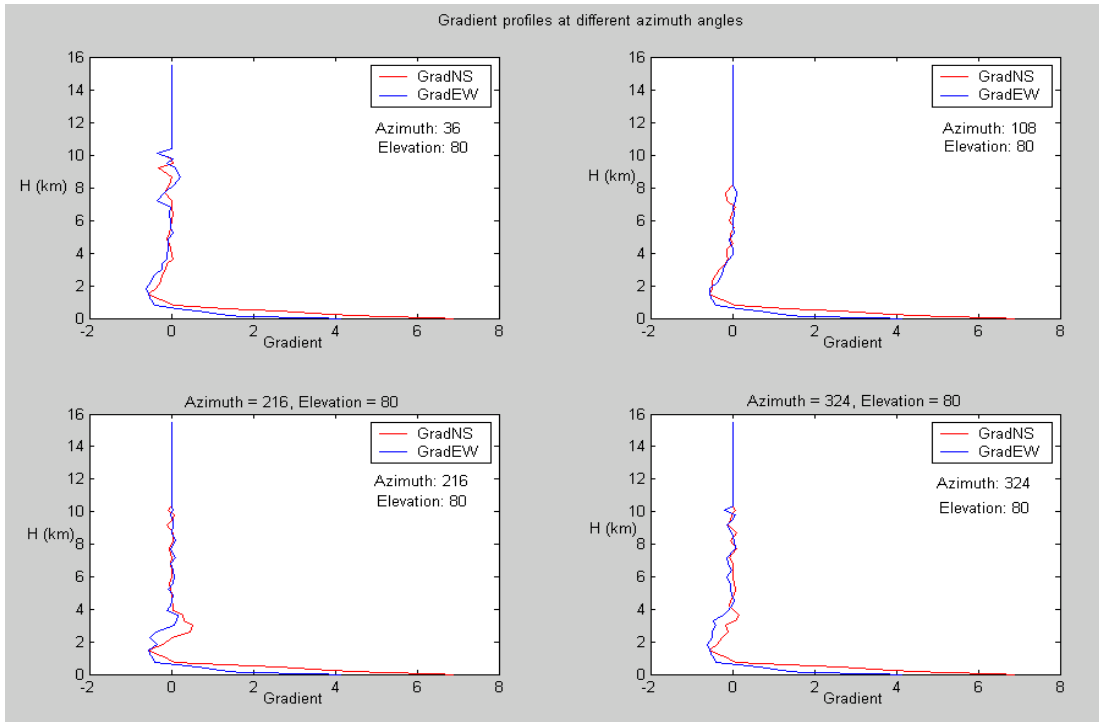 Gradient profiles at different azimuth angles
16
14
12
10
8
6
4
2
0
H (km)
-2 0 2 4 6 8
Gradient
GradNS
GradEW
Azimuth: 36
Elevation: 80
16
14
12
10
8
6
4
2
0
H (km)
-2 0 2 4 6 8
Gradient
GradNS
GradEW
Azimuth: 108
Elevation: 80
Azimuth = 216, Elevation = 80
16
14
12
10
8
6
4
2
0
H (km)
-2 0 2 4 6 8
Gradient
GradNS
GradEW
Azimuth: 216
Elevation: 80
Azimuth = 324, Elevation = 80
16
14
12
10
8
6
4
2
0
H (km)
-2 0 2 4 6 8
Gradient
GradNS
GradEW
Azimuth: 324
Elevation: 80